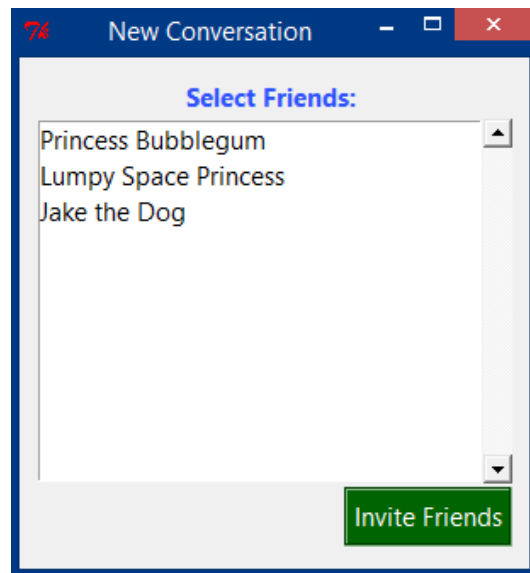 New Conversation
Select Friends:
Princess Bubblegum
Lumpy Space Princess
Jake the Dog
Invite Friends